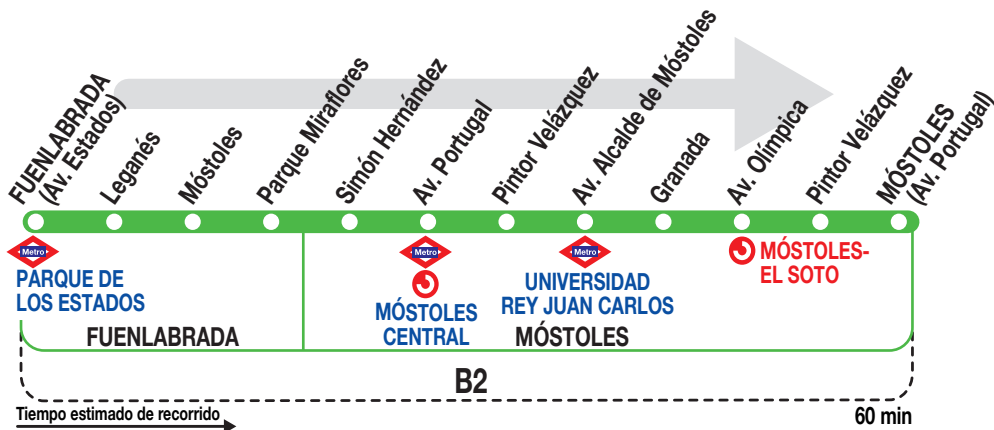 FUENLABRADA
(Av. Estados)
Leganés
Móstoles
Parque Miraflores
Simón Hernández
Av. Portugal
Pintor Velázquez
Av. Alcalde de Móstoles
Granada
Av. Olímpica
Pintor Velázquez
MÓSTOLES
(Av. Portugal)
Metro
Metro
Metro
PARQUE DE
LOS ESTADOS
MÓSTOLES
CENTRAL
UNIVERSIDAD
REY JUAN CARLOS
MÓSTOLES-
EL SOTO
FUENLABRADA
MÓSTOLES
B2
Tiempo estimado de recorrido
60 min